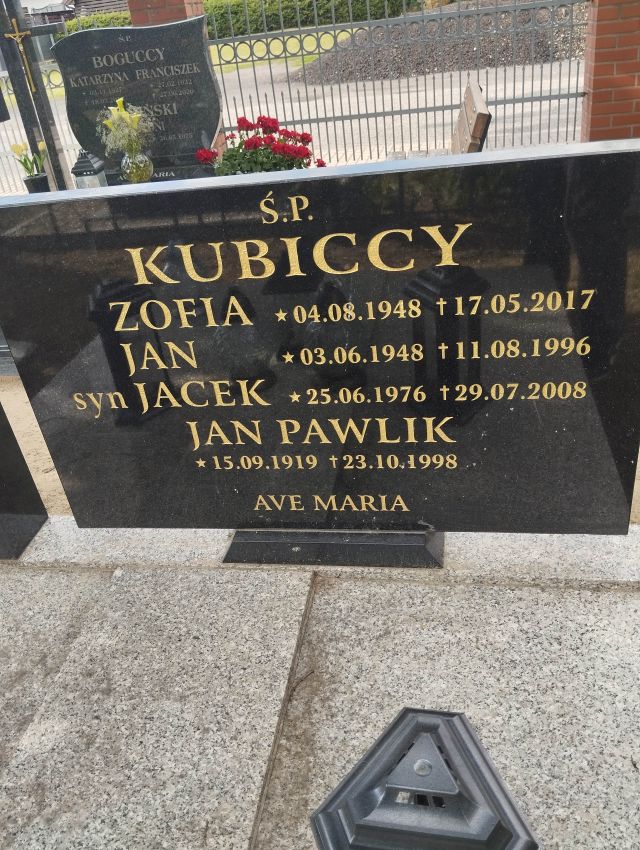 Ś.P.
BOGUCCY
KATARZYNA FRANCISZEK
MARIA
Ś.P.
KUBICCY
ZOFIA ★04.08.1948 †17.05.2017
JAN ★03.06.1948 †11.08.1996
syn JACEK ★25.06.1976 †29.07.2008
JAN PAWLIK
★15.09.1919 †23.10.1998
AVE MARIA